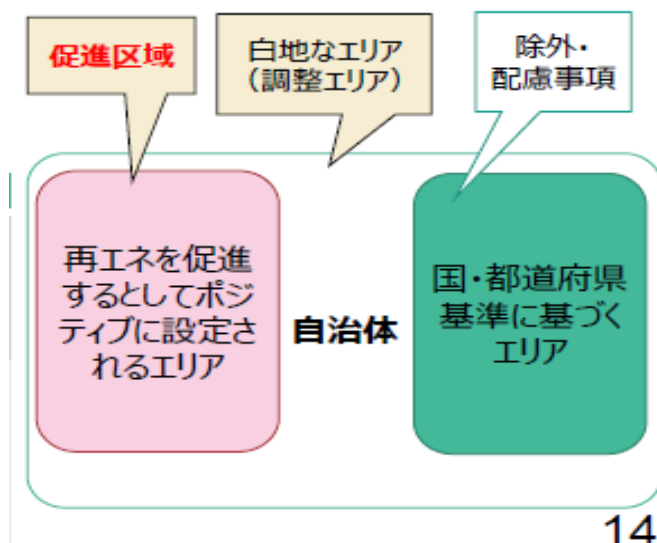 促進区域
白地なエリア
（調整エリア）
除外・
配慮事項
再エネを促進
するとしてポジ
ティブに設定さ
れるエリア
自治体
国・都道府県
基準に基づく
エリア
14